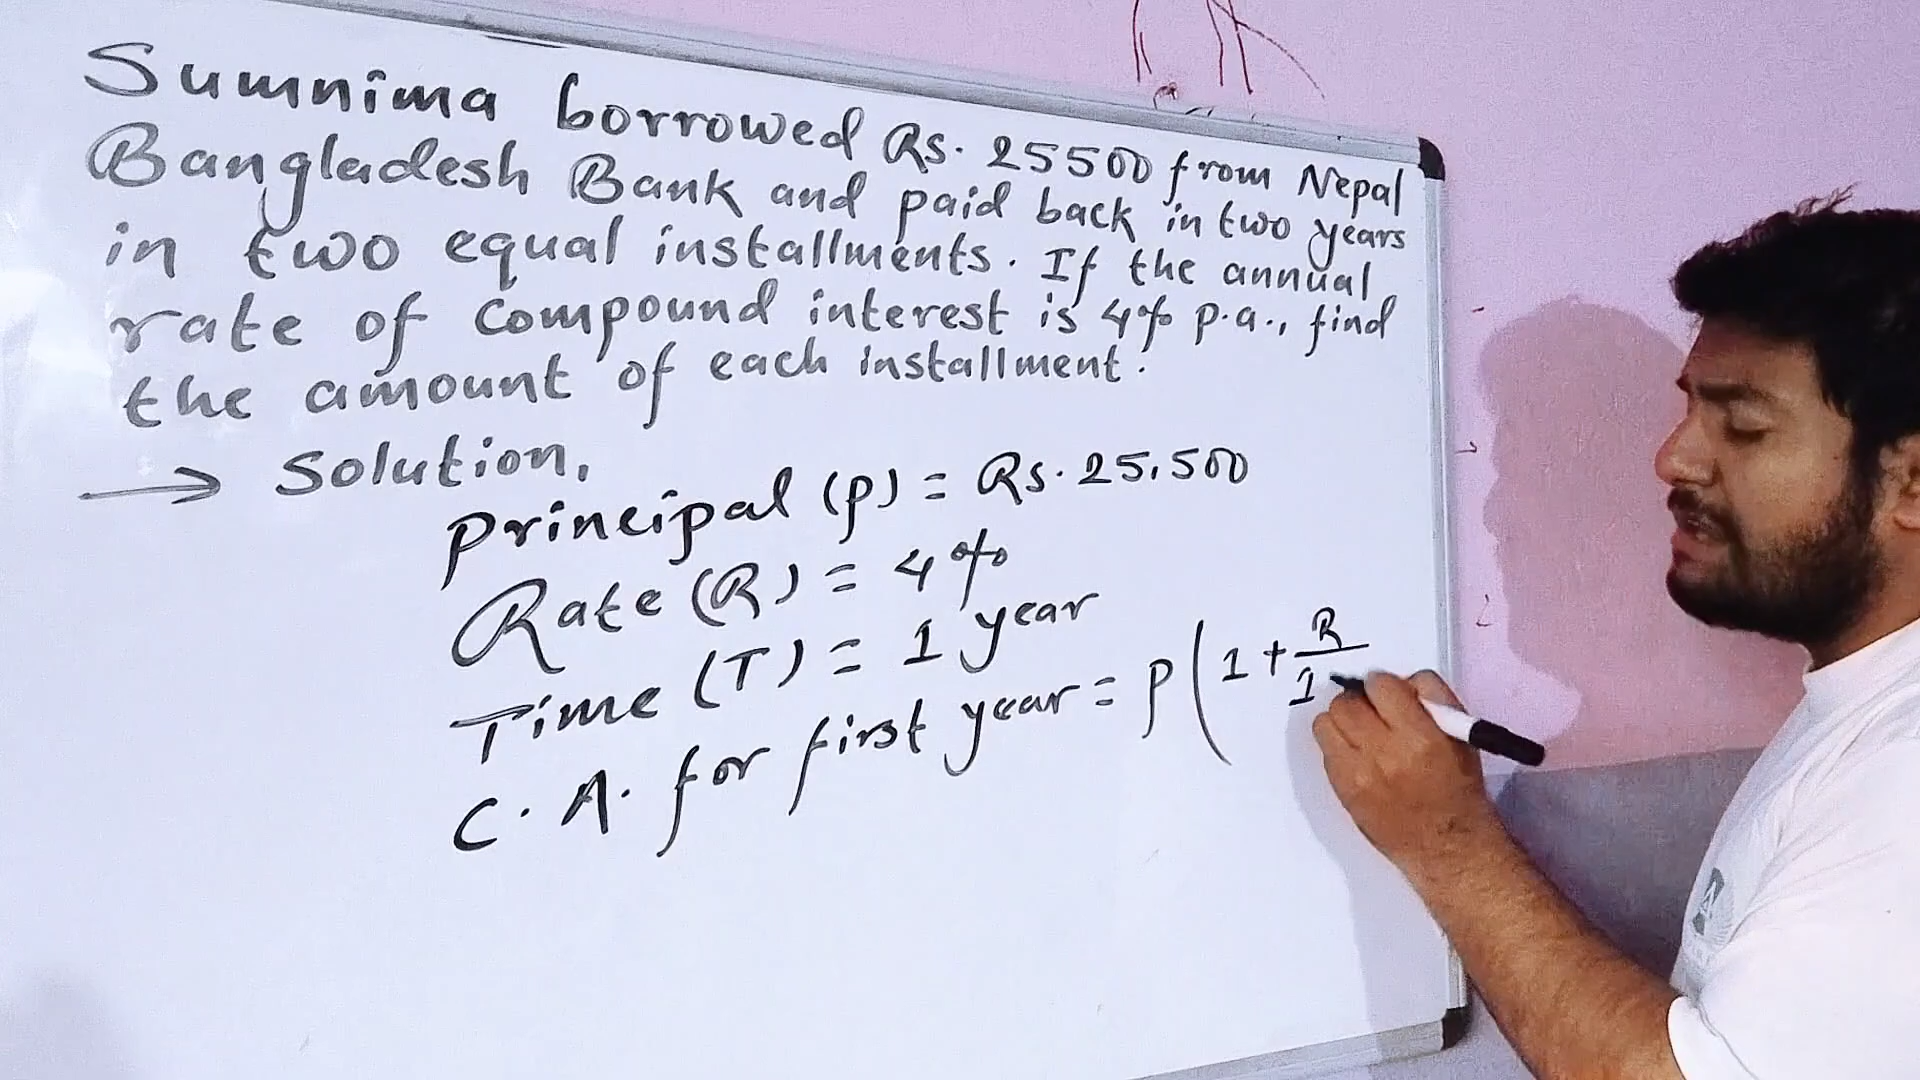 Sumnima borrowed Rs. 25500 from Nepal
Bangladesh Bank and paid back in two years
in two equal installments. If the annual
rate of compound interest is 4% p.a., find
the amount of each installment.
→ Solution,
Principal (P) = Rs. 25,500
Rate (R) = 4%
Time (T) = 1 year
C.A. for first year = P(1 + R/1